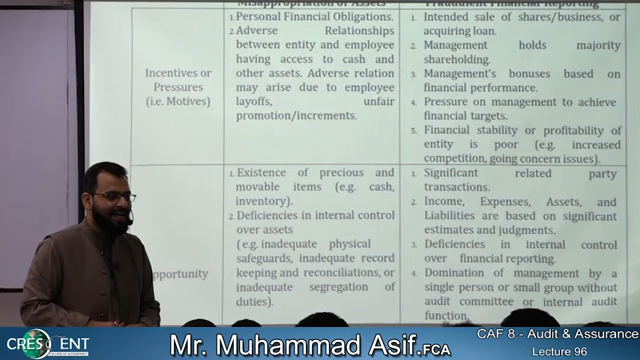 Misappropriation of Assets
Fraudulent Financial Reporting
Incentives or
Pressures
(i.e. Motives)
1. Personal Financial Obligations.
2. Adverse Relationships
between entity and employee
having access to cash and
other assets. Adverse relation
may arise due to employee
layoffs, unfair
promotion/increments.
1. Intended sale of shares/business, or
acquiring loan.
2. Management holds majority
shareholding.
3. Management's bonuses based on
financial performance.
4. Pressure on management to achieve
financial targets.
5. Financial stability or profitability of
entity is poor (e.g. increased
competition, going concern issues).
Opportunity
1. Existence of precious and
movable items (e.g. cash,
inventory).
2. Deficiencies in internal control
over assets
(e.g. inadequate physical
safeguards, inadequate record
keeping and reconciliations, or
inadequate segregation of
duties).
1. Significant related party
transactions.
2. Income, Expenses, Assets, and
Liabilities are based on significant
estimates and judgments.
3. Deficiencies in internal control
over financial reporting.
4. Domination of management by a
single person or small group without
audit committee or internal audit
function.
CRESCENT
Mr. Muhammad Asif.FCA
CAF 8 - Audit & Assurance
Lecture 96